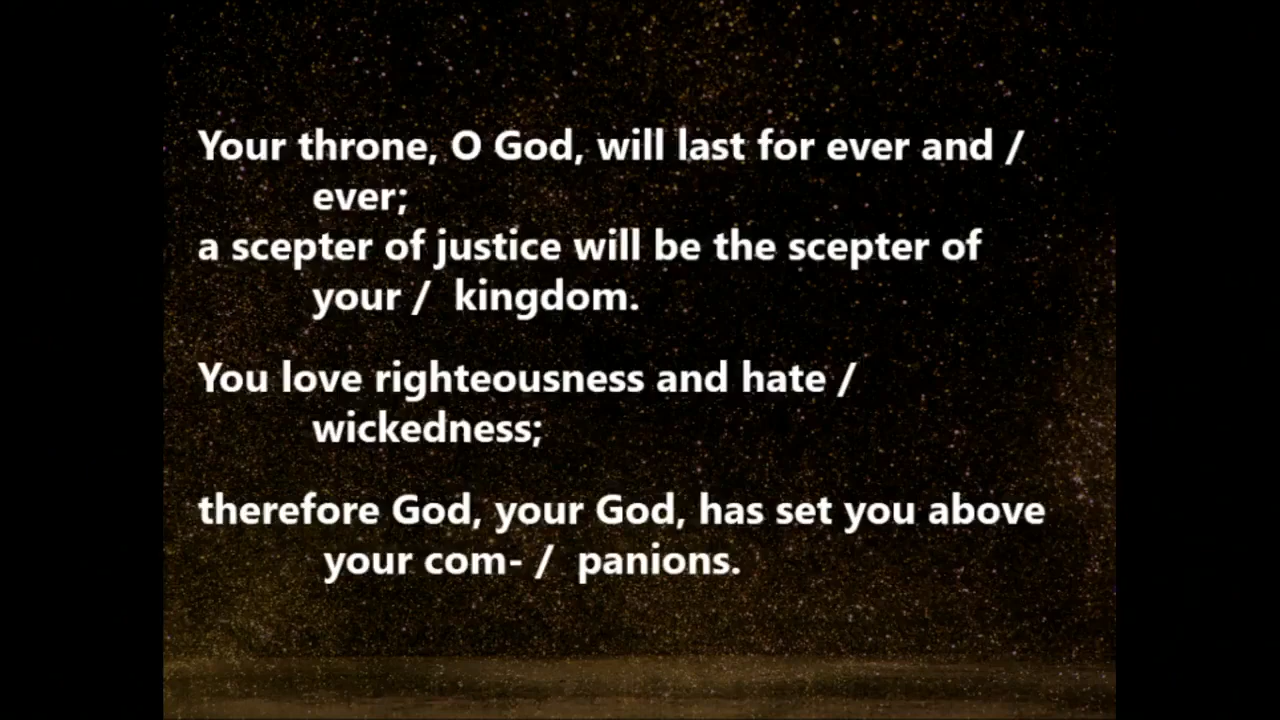 Your throne, O God, will last for ever and /
ever;
a scepter of justice will be the scepter of
your / kingdom.
You love righteousness and hate /
wickedness;
therefore God, your God, has set you above
your com- / panions.